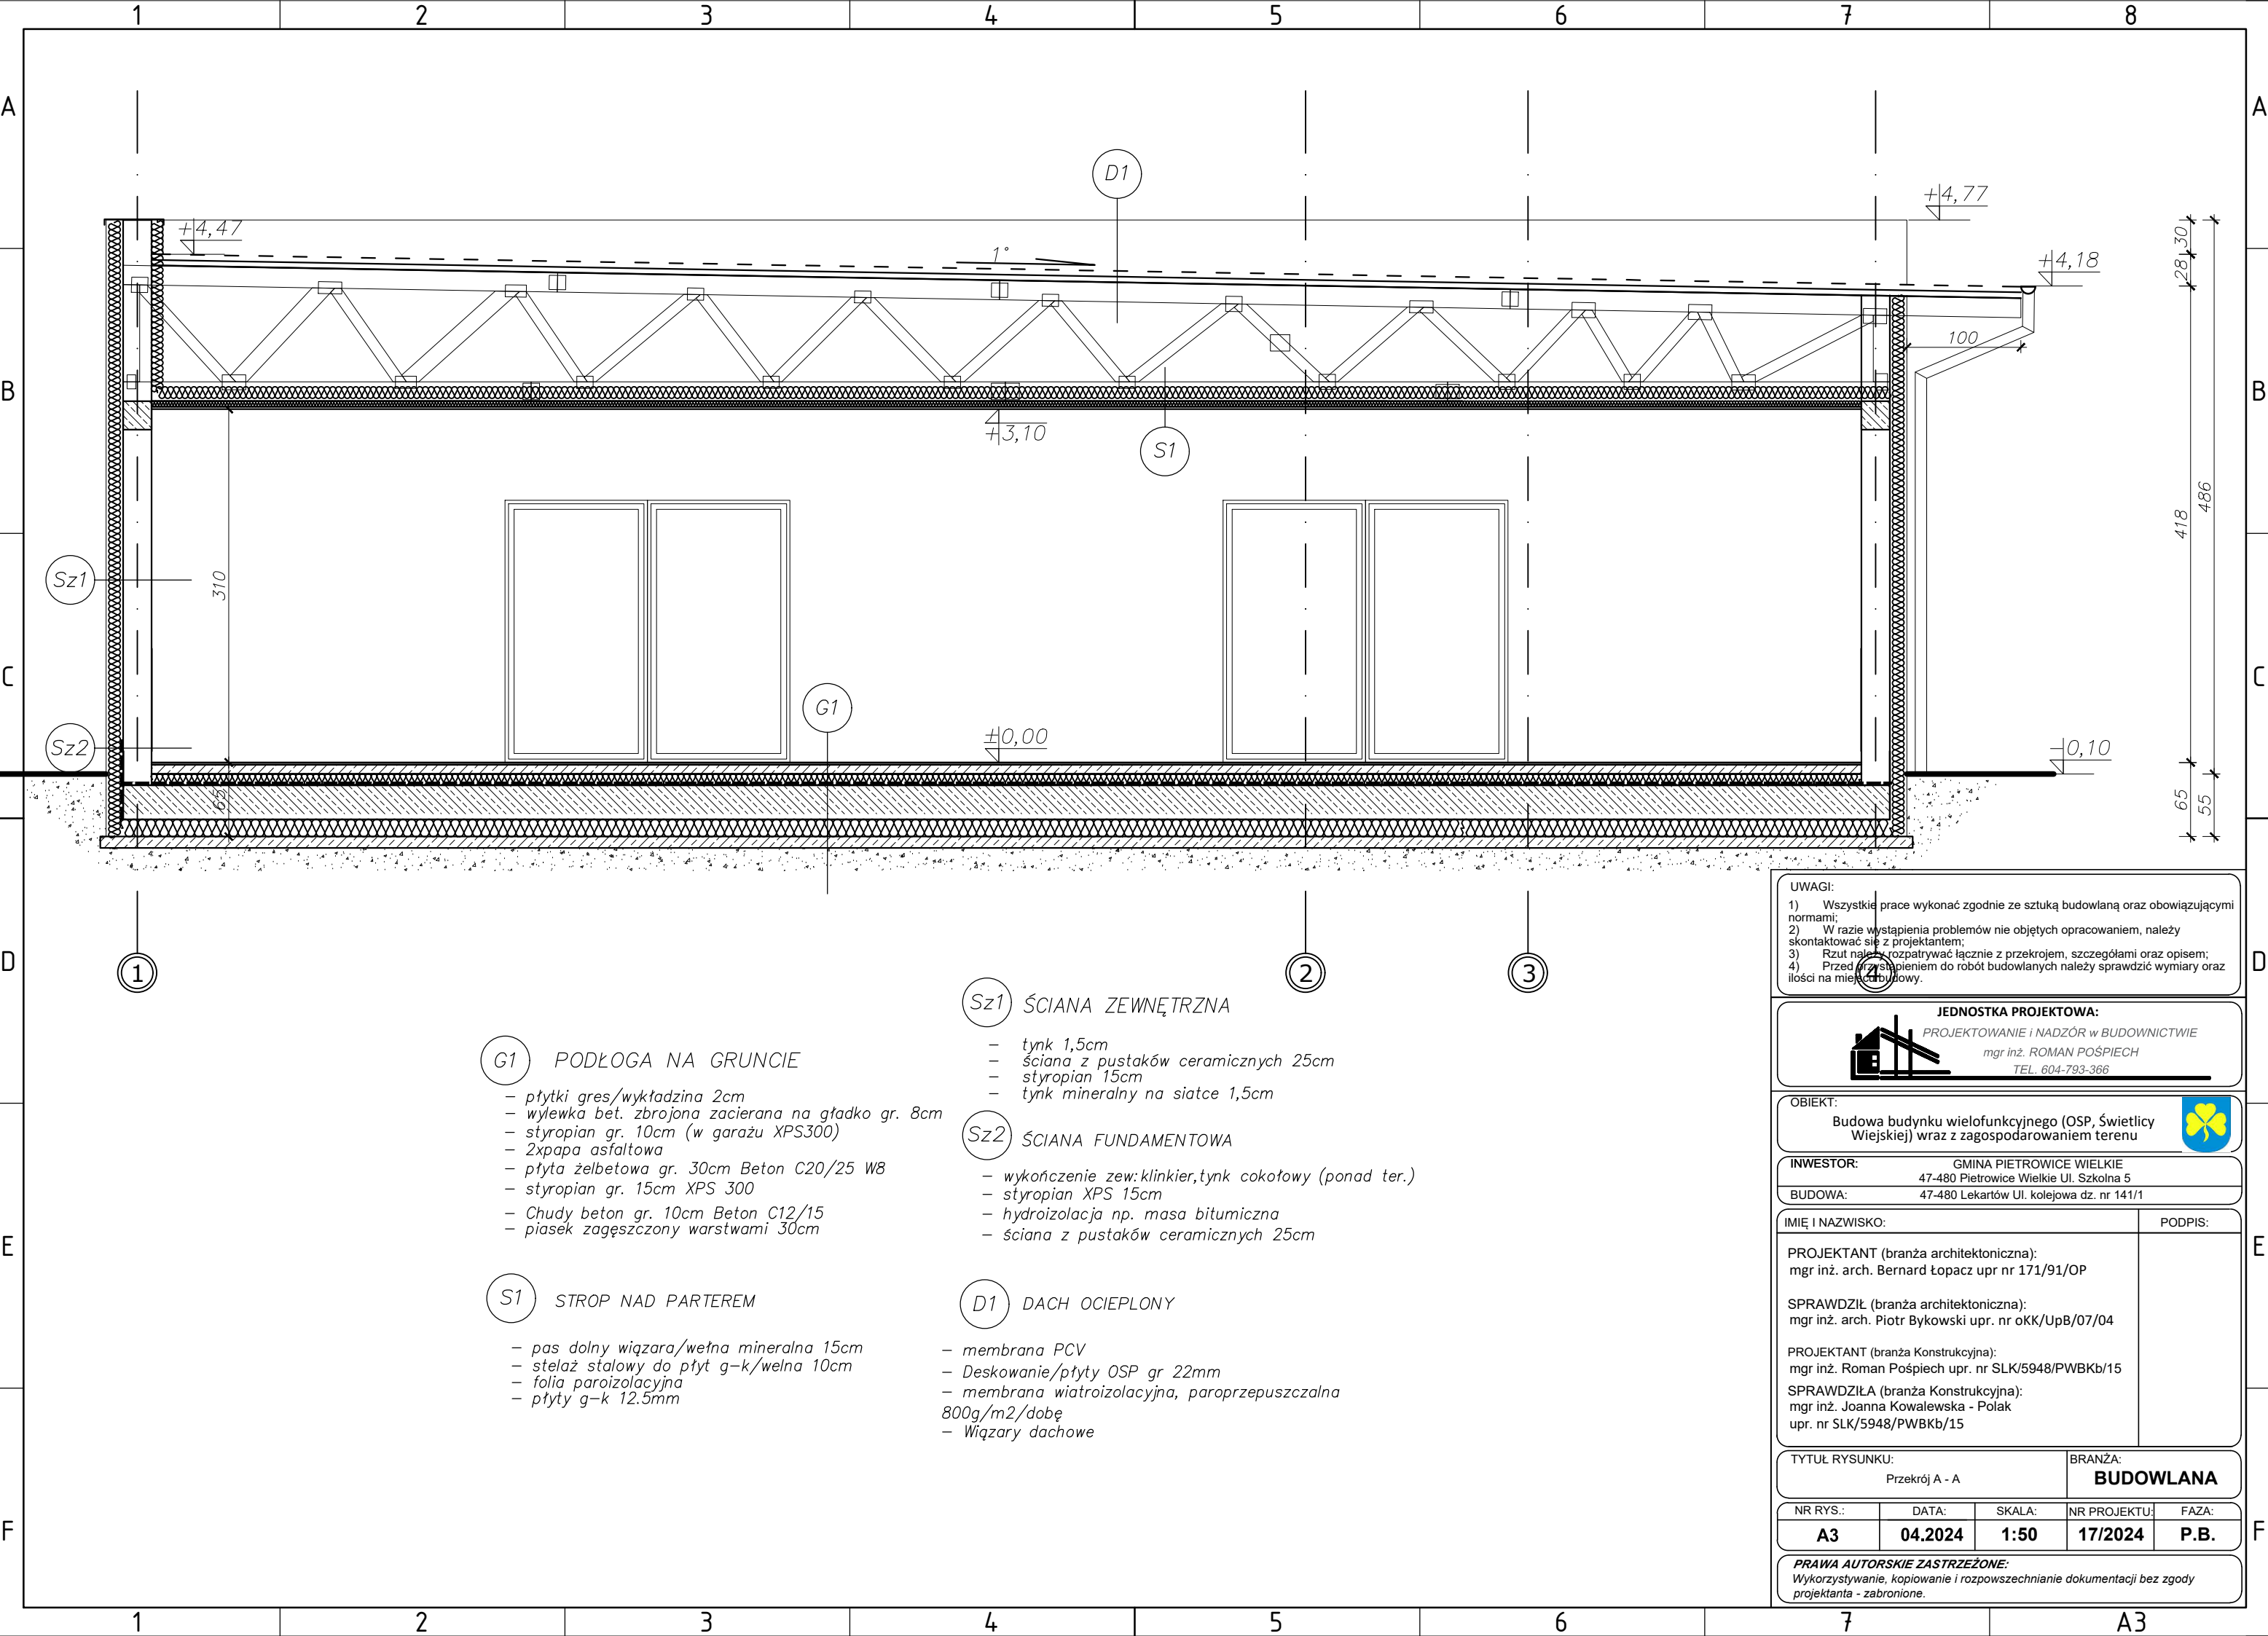 1 2 3 4 5 6 7 8
A A
B B
C C
D D
E E
F F
D1
+4,77
+4,47
1°
+4,18
30
28
100
+3,10
S1
486
418
Sz1
310
G1
Sz2
±0,00
-0,10
65
65
55
1 2 3 4
G1 PODŁOGA NA GRUNCIE
– płytki gres/wykładzina 2cm
– wylewka bet. zbrojona zacierana na gładko gr. 8cm
– styropian gr. 10cm (w garażu XPS300)
– 2xpapa asfaltowa
– płyta żelbetowa gr. 30cm Beton C20/25 W8
– styropian gr. 15cm XPS 300
– Chudy beton gr. 10cm Beton C12/15
– piasek zagęszczony warstwami 30cm
S1 STROP NAD PARTEREM
– pas dolny wiązara/wełna mineralna 15cm
– stelaż stalowy do płyt g–k/welna 10cm
– folia paroizolacyjna
– płyty g–k 12.5mm
Sz1 ŚCIANA ZEWNĘTRZNA
– tynk 1,5cm
– ściana z pustaków ceramicznych 25cm
– styropian 15cm
– tynk mineralny na siatce 1,5cm
Sz2 ŚCIANA FUNDAMENTOWA
– wykończenie zew:klinkier,tynk cokołowy (ponad ter.)
– styropian XPS 15cm
– hydroizolacja np. masa bitumiczna
– ściana z pustaków ceramicznych 25cm
D1 DACH OCIEPLONY
– membrana PCV
– Deskowanie/płyty OSP gr 22mm
– membrana wiatroizolacyjna, paroprzepuszczalna
800g/m2/dobę
– Wiązary dachowe
UWAGI:
1) Wszystkie prace wykonać zgodnie ze sztuką budowlaną oraz obowiązującymi
normami;
2) W razie wystąpienia problemów nie objętych opracowaniem, należy
skontaktować się z projektantem;
3) Rzut należy rozpatrywać łącznie z przekrojem, szczegółami oraz opisem;
4) Przed przystąpieniem do robót budowlanych należy sprawdzić wymiary oraz
ilości na miejscu budowy.
JEDNOSTKA PROJEKTOWA:
PROJEKTOWANIE i NADZÓR w BUDOWNICTWIE
mgr inż. ROMAN POŚPIECH
TEL. 604-793-366
OBIEKT:
Budowa budynku wielofunkcyjnego (OSP, Świetlicy
Wiejskiej) wraz z zagospodarowaniem terenu
INWESTOR: GMINA PIETROWICE WIELKIE
47-480 Pietrowice Wielkie Ul. Szkolna 5
BUDOWA: 47-480 Lekartów Ul. kolejowa dz. nr 141/1
IMIĘ I NAZWISKO: PODPIS:
PROJEKTANT (branża architektoniczna):
mgr inż. arch. Bernard Łopacz upr nr 171/91/OP
SPRAWDZIŁ (branża architektoniczna):
mgr inż. arch. Piotr Bykowski upr. nr oKK/UpB/07/04
PROJEKTANT (branża Konstrukcyjna):
mgr inż. Roman Pośpiech upr. nr SLK/5948/PWBKb/15
SPRAWDZIŁA (branża Konstrukcyjna):
mgr inż. Joanna Kowalewska - Polak
upr. nr SLK/5948/PWBKb/15
TYTUŁ RYSUNKU: BRANŻA:
Przekrój A - A BUDOWLANA
NR RYS.: DATA: SKALA: NR PROJEKTU: FAZA:
A3 04.2024 1:50 17/2024 P.B.
PRAWA AUTORSKIE ZASTRZEŻONE:
Wykorzystywanie, kopiowanie i rozpowszechnianie dokumentacji bez zgody
projektanta - zabronione.
1 2 3 4 5 6 7 A3